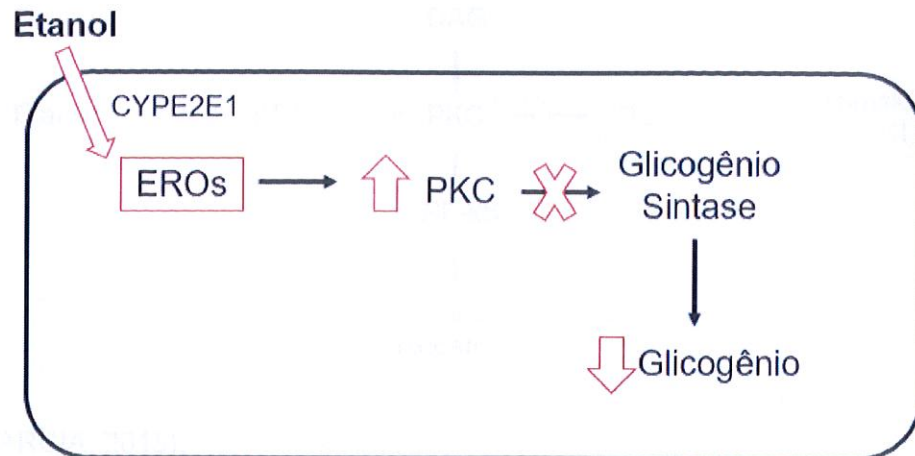 Etanol
CYPE2E1
EROs
PKC
Glicogênio
Sintase
Glicogênio